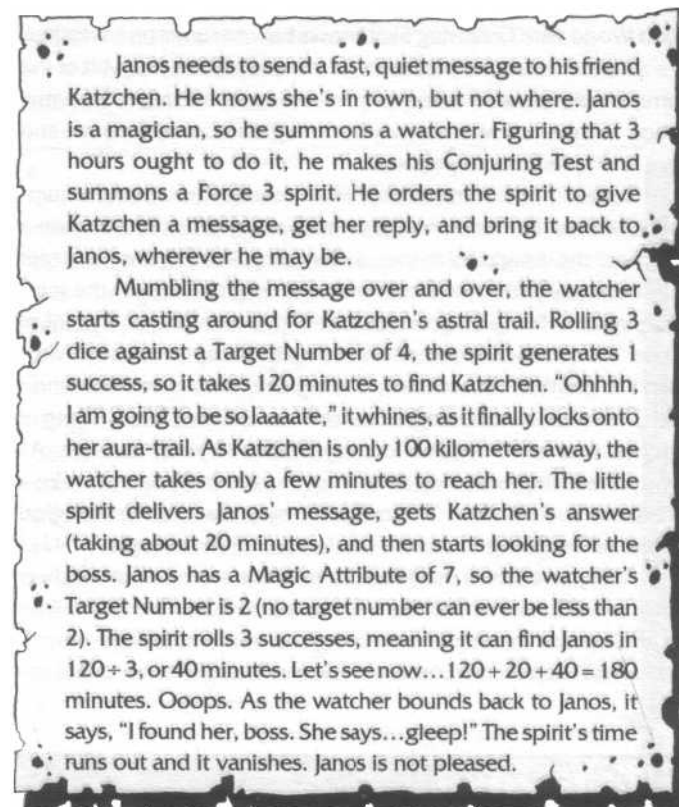 Janos needs to send a fast, quiet message to his friend
Katzchen. He knows she's in town, but not where. Janos
is a magician, so he summons a watcher. Figuring that 3
hours ought to do it, he makes his Conjuring Test and
summons a Force 3 spirit. He orders the spirit to give
Katzchen a message, get her reply, and bring it back to
Janos, wherever he may be.
Mumbling the message over and over, the watcher
starts casting around for Katzchen's astral trail. Rolling 3
dice against a Target Number of 4, the spirit generates 1
success, so it takes 120 minutes to find Katzchen. "Ohhhh,
I am going to be so laaaate," it whines, as it finally locks onto
her aura-trail. As Katzchen is only 100 kilometers away, the
watcher takes only a few minutes to reach her. The little
spirit delivers Janos' message, gets Katzchen's answer
(taking about 20 minutes), and then starts looking for the
boss. Janos has a Magic Attribute of 7, so the watcher's
Target Number is 2 (no target number can ever be less than
2). The spirit rolls 3 successes, meaning it can find Janos in
120 ÷ 3, or 40 minutes. Let's see now...120 + 20 + 40 = 180
minutes. Ooops. As the watcher bounds back to Janos, it
says, "I found her, boss. She says...gleep!" The spirit's time
runs out and it vanishes. Janos is not pleased.